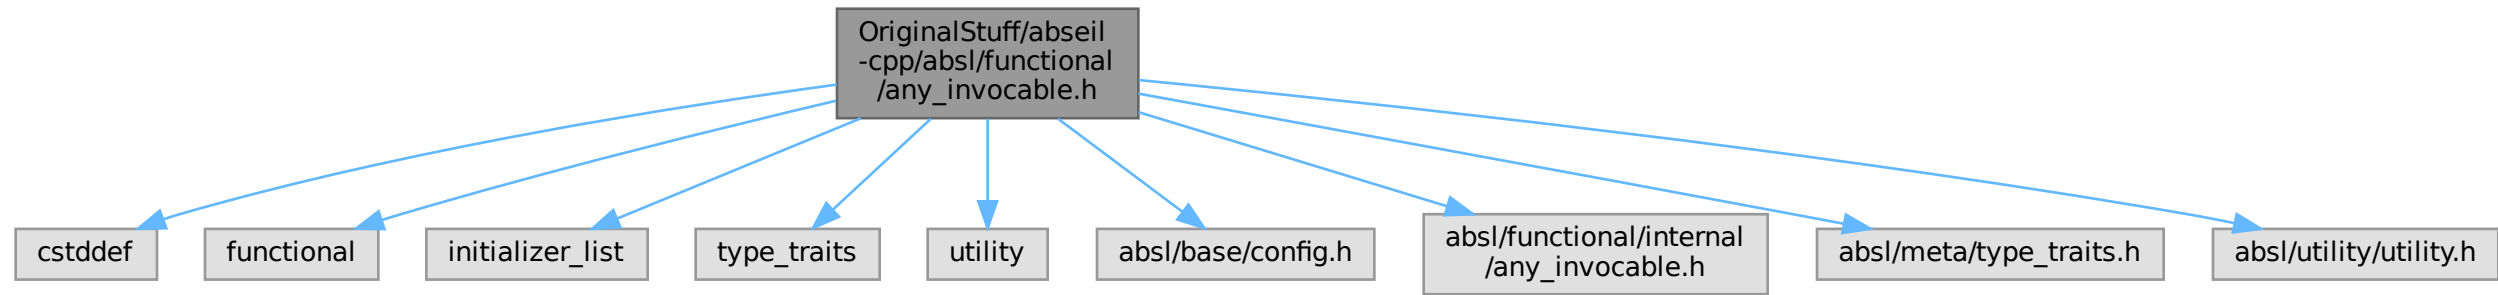 OriginalStuff/abseil
-cpp/absl/functional
/any_invocable.h
cstddef
functional
initializer_list
type_traits
utility
absl/base/config.h
absl/functional/internal
/any_invocable.h
absl/meta/type_traits.h
absl/utility/utility.h